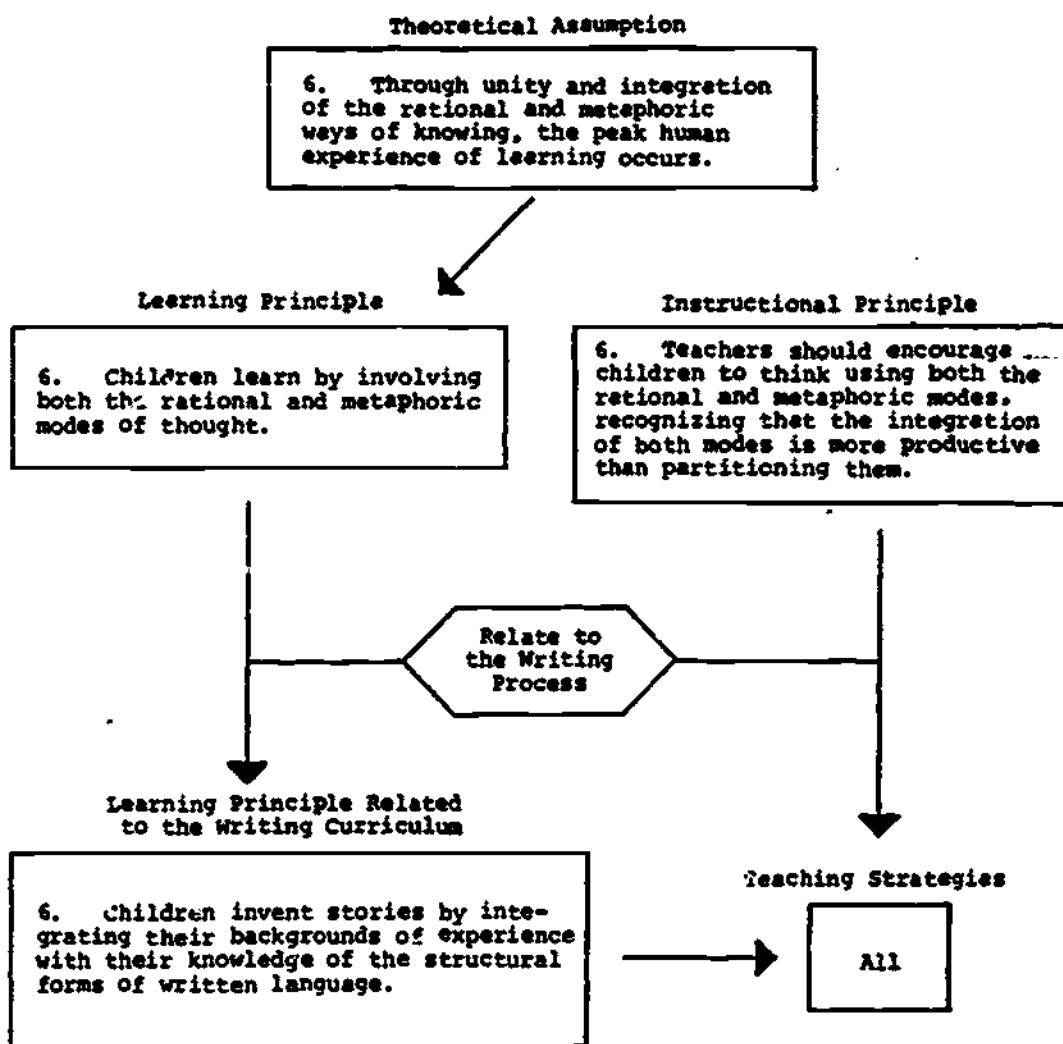 Theoretical Assumption
6. Through unity and integration
of the rational and metaphoric
ways of knowing, the peak human
experience of learning occurs.
Learning Principle
6. Children learn by involving
both the rational and metaphoric
modes of thought.
Instructional Principle
6. Teachers should encourage
children to think using both the
rational and metaphoric modes,
recognizing that the integration
of both modes is more productive
than partitioning them.
Relate to
the Writing
Process
Learning Principle Related
to the Writing Curriculum
6. Children invent stories by inte-
grating their backgrounds of experience
with their knowledge of the structural
forms of written language.
Teaching Strategies
All